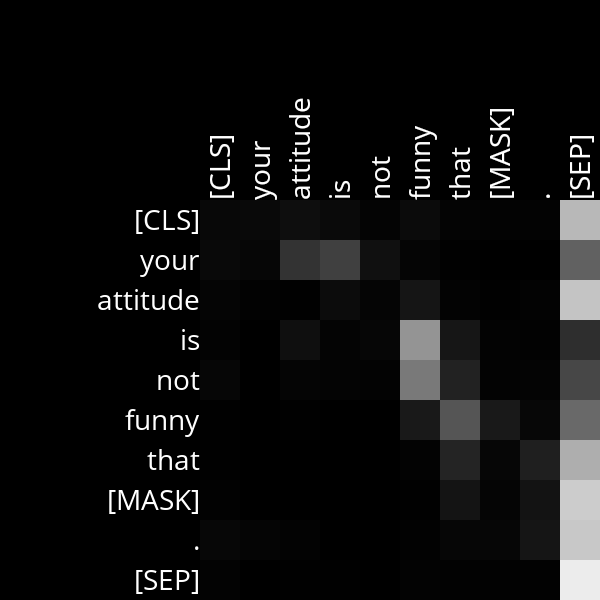 [CLS] your attitude is not funny that [MASK] . [SEP]
[CLS]
your
attitude
is
not
funny
that
[MASK]
.
[SEP]